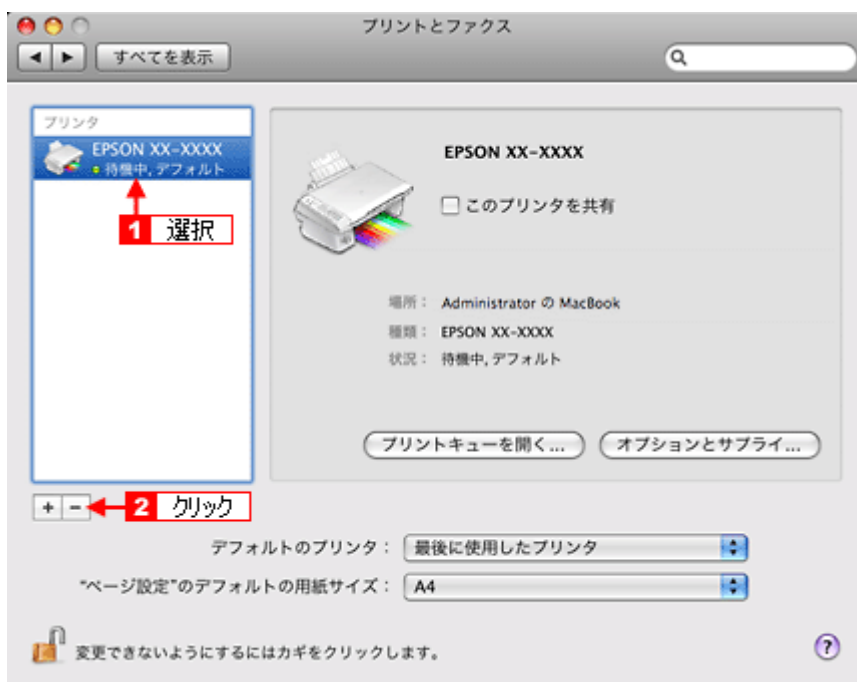 プリントとファクス
すべてを表示
プリンタ
EPSON XX-XXXX
待機中, デフォルト
1 選択
EPSON XX-XXXX
このプリンタを共有
場所： Administrator の MacBook
種類： EPSON XX-XXXX
状況： 待機中, デフォルト
プリントキューを開く...
オプションとサプライ...
+ - 2 クリック
デフォルトのプリンタ： 最後に使用したプリンタ
“ページ設定”のデフォルトの用紙サイズ： A4
変更できないようにするにはカギをクリックします。 ?